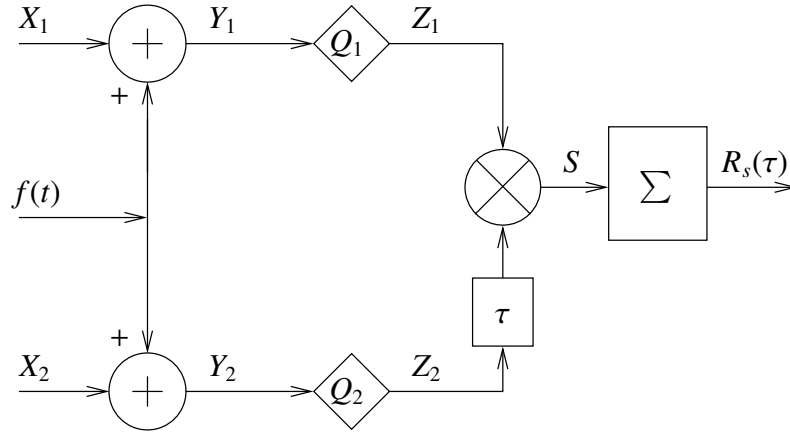 X₁ Y₁ Q₁ Z₁
+
+
f(t)
S Σ Rₛ(τ)
τ
+
X₂ Y₂ Q₂ Z₂
+